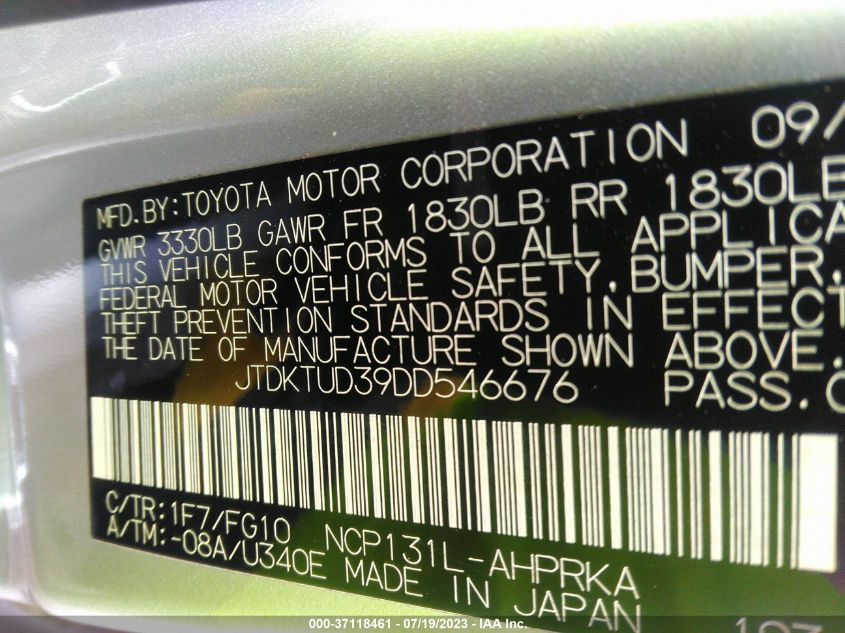 MFD.BY:TOYOTA MOTOR CORPORATION 09/
GVWR 3330LB GAWR FR 1830LB RR 1830LB
THIS VEHICLE CONFORMS TO ALL APPLICA
FEDERAL MOTOR VEHICLE SAFETY,BUMPER,
THEFT PREVENTION STANDARDS IN EFFECT
THE DATE OF MANUFACTURE SHOWN ABOVE.
JTDKTUD39DD546676 PASS.C
C/TR:1F7/FG10 NCP131L-AHPRKA
A/TM:-08A/U340E MADE IN JAPAN
000-37118461 - 07/19/2023 - IAA Inc.